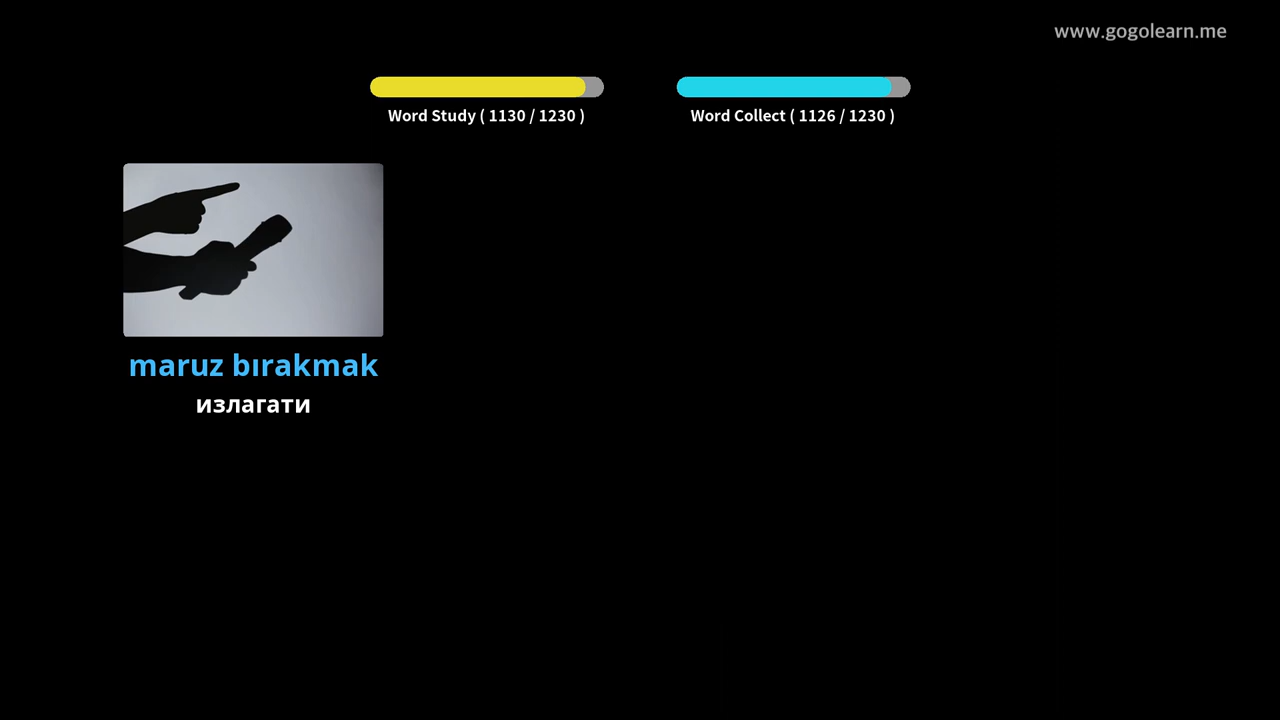 www.gogolearn.me
Word Study ( 1130 / 1230 )
Word Collect ( 1126 / 1230 )
maruz bırakmak
излагати